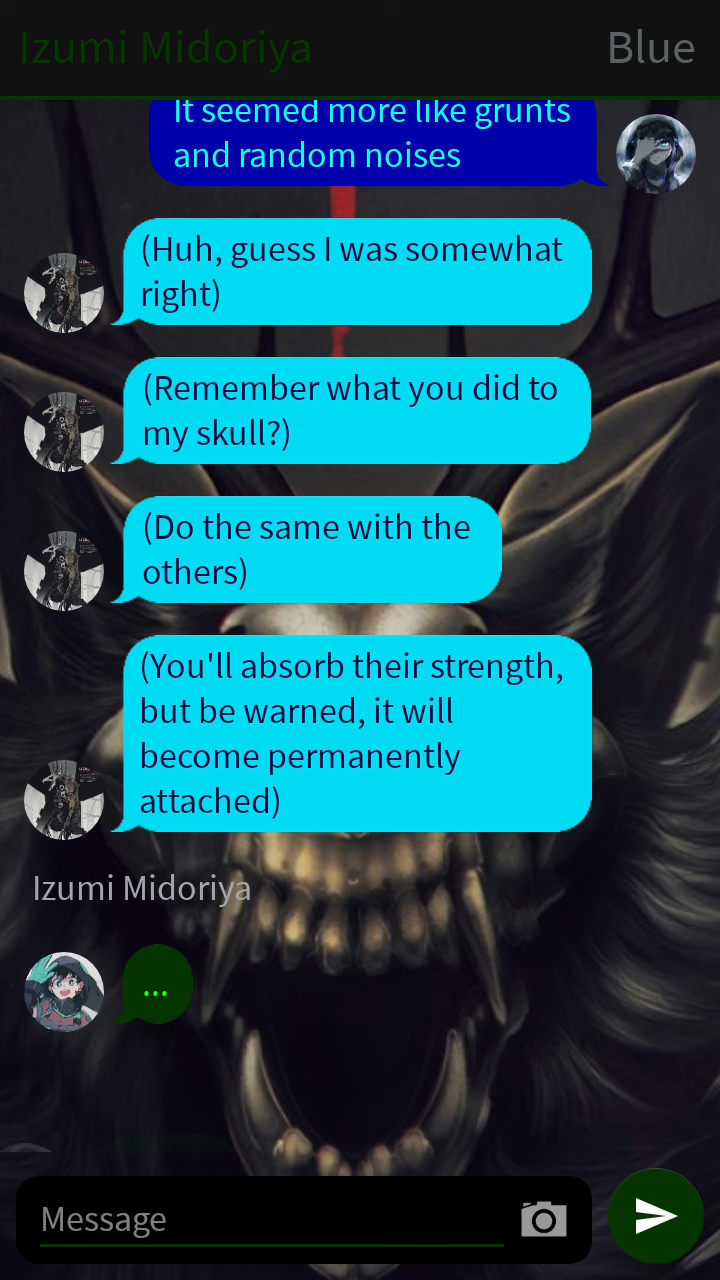 Izumi Midoriya
Blue
It seemed more like grunts
and random noises
(Huh, guess I was somewhat
right)
(Remember what you did to
my skull?)
(Do the same with the
others)
(You'll absorb their strength,
but be warned, it will
become permanently
attached)
Izumi Midoriya
...
Message